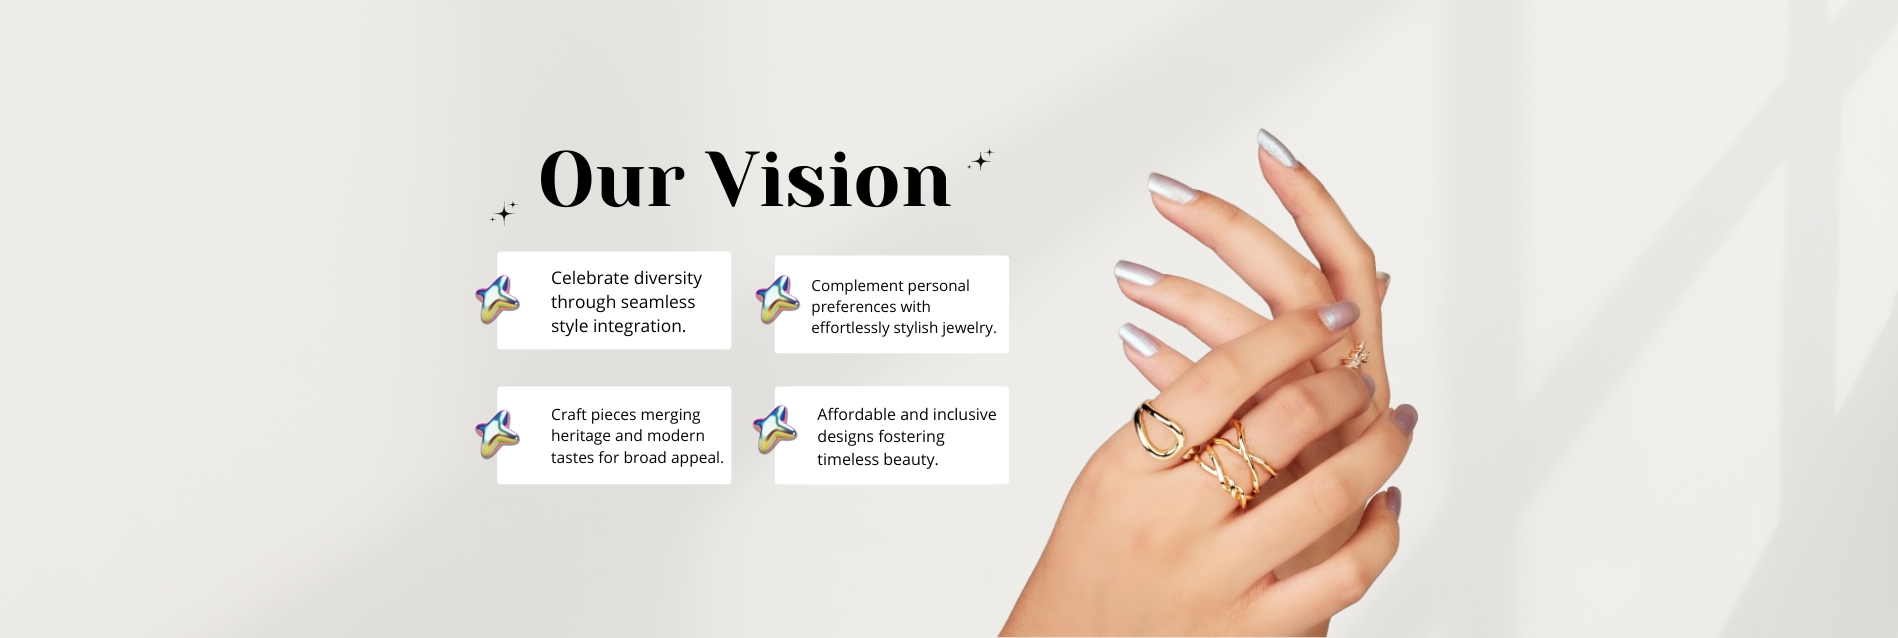 Our Vision
Celebrate diversity
through seamless
style integration.
Complement personal
preferences with
effortlessly stylish jewelry.
Craft pieces merging
heritage and modern
tastes for broad appeal.
Affordable and inclusive
designs fostering
timeless beauty.